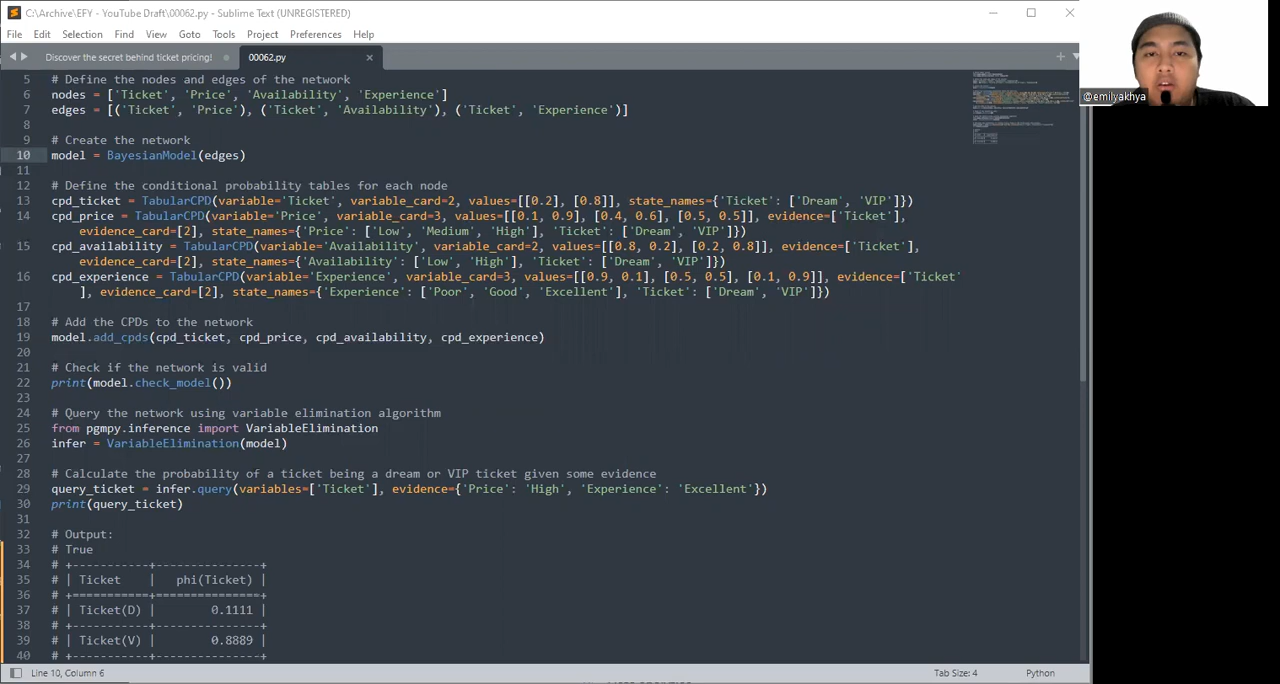 C:\Archive\EFY - YouTube Draft\00062.py - Sublime Text (UNREGISTERED)
File Edit Selection Find View Goto Tools Project Preferences Help
Discover the secret behind ticket pricing! 00062.py
@emilyakhya
5 # Define the nodes and edges of the network
6 nodes = ['Ticket', 'Price', 'Availability', 'Experience']
7 edges = [('Ticket', 'Price'), ('Ticket', 'Availability'), ('Ticket', 'Experience')]
8
9 # Create the network
10 model = BayesianModel(edges)
11
12 # Define the conditional probability tables for each node
13 cpd_ticket = TabularCPD(variable='Ticket', variable_card=2, values=[[0.2], [0.8]], state_names={'Ticket': ['Dream', 'VIP']})
14 cpd_price = TabularCPD(variable='Price', variable_card=3, values=[[0.1, 0.9], [0.4, 0.6], [0.5, 0.5]], evidence=['Ticket'],
evidence_card=[2], state_names={'Price': ['Low', 'Medium', 'High'], 'Ticket': ['Dream', 'VIP']})
15 cpd_availability = TabularCPD(variable='Availability', variable_card=2, values=[[0.8, 0.2], [0.2, 0.8]], evidence=['Ticket'],
evidence_card=[2], state_names={'Availability': ['Low', 'High'], 'Ticket': ['Dream', 'VIP']})
16 cpd_experience = TabularCPD(variable='Experience', variable_card=3, values=[[0.9, 0.1], [0.5, 0.5], [0.1, 0.9]], evidence=['Ticket'
], evidence_card=[2], state_names={'Experience': ['Poor', 'Good', 'Excellent'], 'Ticket': ['Dream', 'VIP']})
17
18 # Add the CPDs to the network
19 model.add_cpds(cpd_ticket, cpd_price, cpd_availability, cpd_experience)
20
21 # Check if the network is valid
22 print(model.check_model())
23
24 # Query the network using variable elimination algorithm
25 from pgmpy.inference import VariableElimination
26 infer = VariableElimination(model)
27
28 # Calculate the probability of a ticket being a dream or VIP ticket given some evidence
29 query_ticket = infer.query(variables=['Ticket'], evidence={'Price': 'High', 'Experience': 'Excellent'})
30 print(query_ticket)
31
32 # Output:
33 # True
34 # +-----------+---------------+
35 # | Ticket    |   phi(Ticket) |
36 # +===========+===============+
37 # | Ticket(D) |        0.1111 |
38 # +-----------+---------------+
39 # | Ticket(V) |        0.8889 |
40 # +-----------+---------------+
Line 10, Column 6 Tab Size: 4 Python